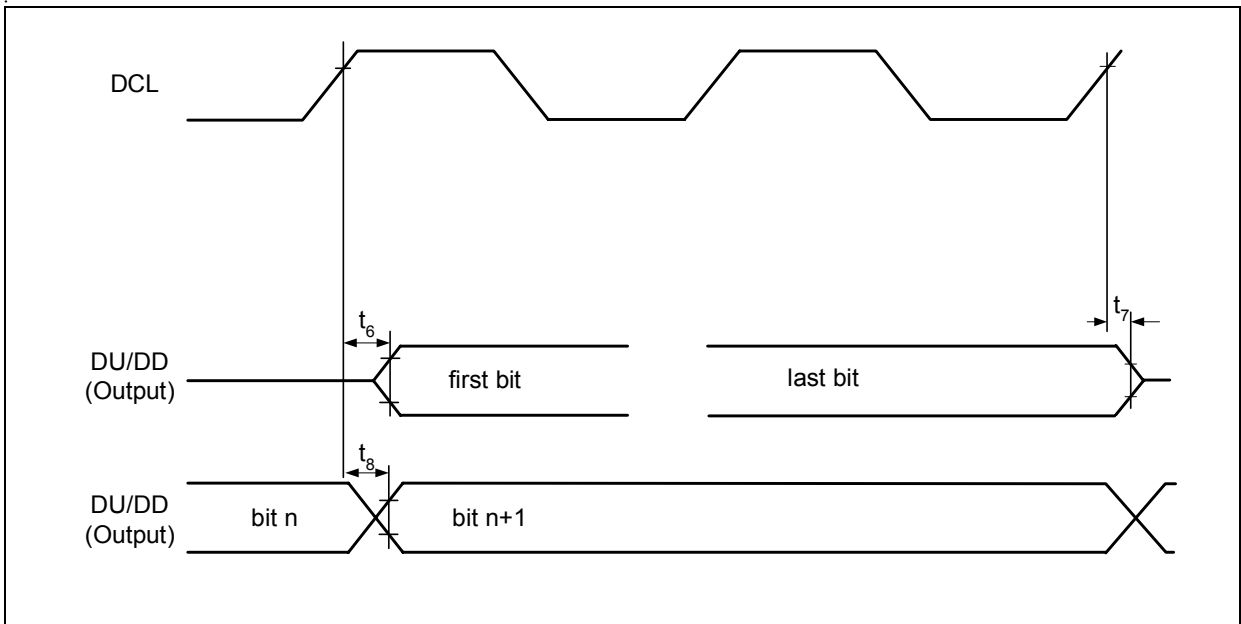 DCL
t6
t7
DU/DD
(Output)
first bit
last bit
t8
DU/DD
(Output)
bit n
bit n+1